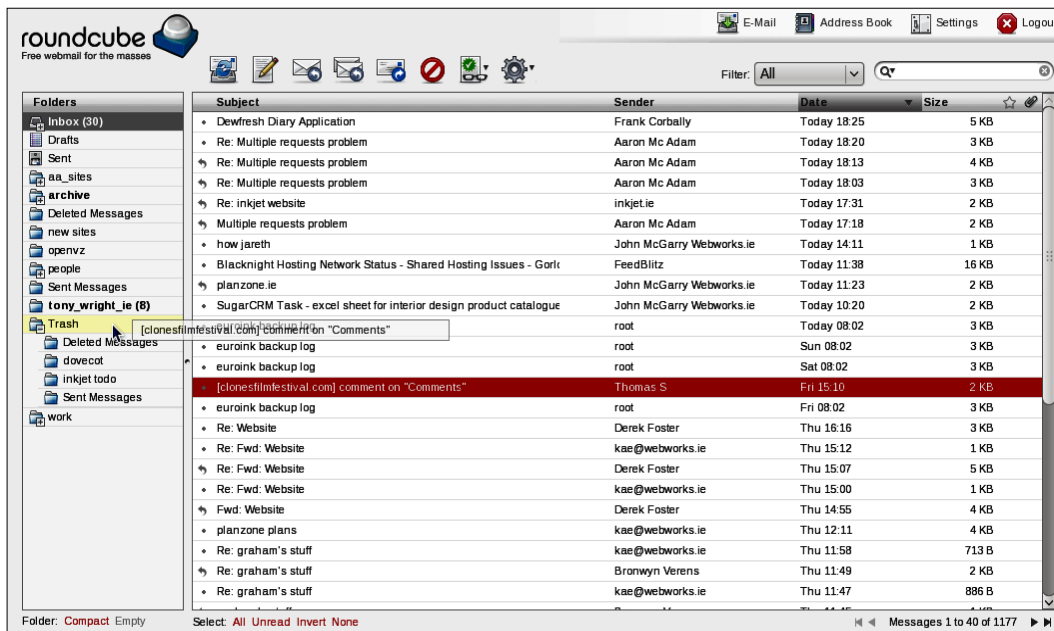 roundcube
Free webmail for the masses
E-Mail Address Book Settings Logou
Filter: All
Folders
Inbox (30)
Drafts
Sent
aa_sites
archive
Deleted Messages
new sites
openvz
people
Sent Messages
tony_wright_ie (8)
Trash
Deleted Messages
dovecot
inkjet todo
Sent Messages
work
[clonesfilmfestival.com] comment on "Comments"
Subject Sender Date Size
Dewfresh Diary Application Frank Corbally Today 18:25 5 KB
Re: Multiple requests problem Aaron Mc Adam Today 18:20 3 KB
Re: Multiple requests problem Aaron Mc Adam Today 18:13 4 KB
Re: Multiple requests problem Aaron Mc Adam Today 18:03 3 KB
Re: inkjet website inkjet.ie Today 17:31 2 KB
Multiple requests problem Aaron Mc Adam Today 17:18 2 KB
how jareth John McGarry Webworks.ie Today 14:11 1 KB
Blacknight Hosting Network Status - Shared Hosting Issues - Gorlo FeedBlitz Today 11:38 16 KB
planzone.ie John McGarry Webworks.ie Today 11:23 2 KB
SugarCRM Task - excel sheet for interior design product catalogue John McGarry Webworks.ie Today 10:20 2 KB
euroink backup log root Today 08:02 3 KB
euroink backup log root Sun 08:02 3 KB
euroink backup log root Sat 08:02 3 KB
[clonesfilmfestival.com] comment on "Comments" Thomas S Fri 15:10 2 KB
euroink backup log root Fri 08:02 3 KB
Re: Website Derek Foster Thu 16:16 3 KB
Re: Fwd: Website kae@webworks.ie Thu 15:12 1 KB
Re: Fwd: Website Derek Foster Thu 15:07 5 KB
Re: Fwd: Website kae@webworks.ie Thu 15:00 1 KB
Fwd: Website Derek Foster Thu 14:55 4 KB
planzone plans kae@webworks.ie Thu 12:11 4 KB
Re: graham's stuff kae@webworks.ie Thu 11:58 713 B
Re: graham's stuff Bronwyn Verens Thu 11:49 2 KB
Re: graham's stuff kae@webworks.ie Thu 11:47 886 B
Folder: Compact Empty
Select: All Unread Invert None
Messages 1 to 40 of 1177